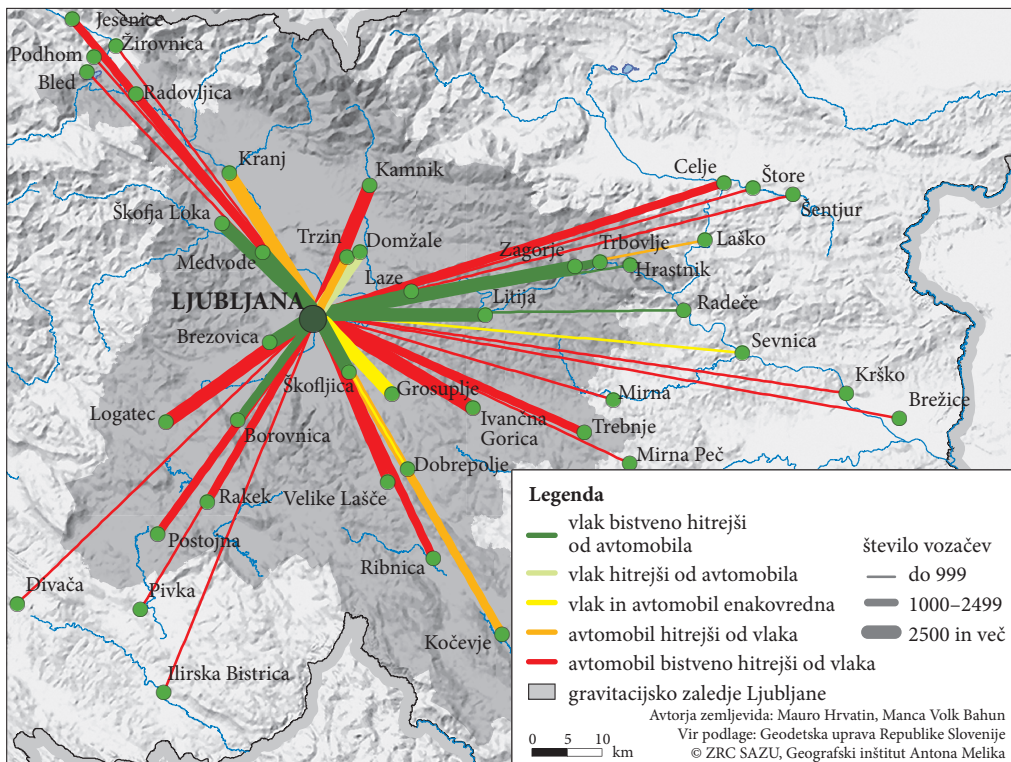 Jesenice
Žirovnica
Podhom
Bled
Radovljica
Kranj
Kamnik
Celje
Štore
Šentjur
Škofja Loka
Trzin
Domžale
Zagorje
Trbovlje
Laško
Medvode
Laze
Hrastnik
LJUBLJANA
Litija
Radeče
Brezovica
Sevnica
Škofljica
Grosuplje
Mirna
Krško
Brežice
Logatec
Ivančna
Gorica
Borovnica
Trebnje
Dobrepolje
Mirna Peč
Rakek
Velike Lašče
Postojna
Ribnica
Divača
Pivka
Kočevje
Ilirska Bistrica
Legenda
vlak bistveno hitrejši
od avtomobila
vlak hitrejši od avtomobila
vlak in avtomobil enakovredna
avtomobil hitrejši od vlaka
avtomobil bistveno hitrejši od vlaka
gravitacijsko zaledje Ljubljane
število vozačev
do 999
1000–2499
2500 in več
0 5 10
km
Avtorja zemljevida: Mauro Hrvatin, Manca Volk Bahun
Vir podlage: Geodetska uprava Republike Slovenije
© ZRC SAZU, Geografski inštitut Antona Melika